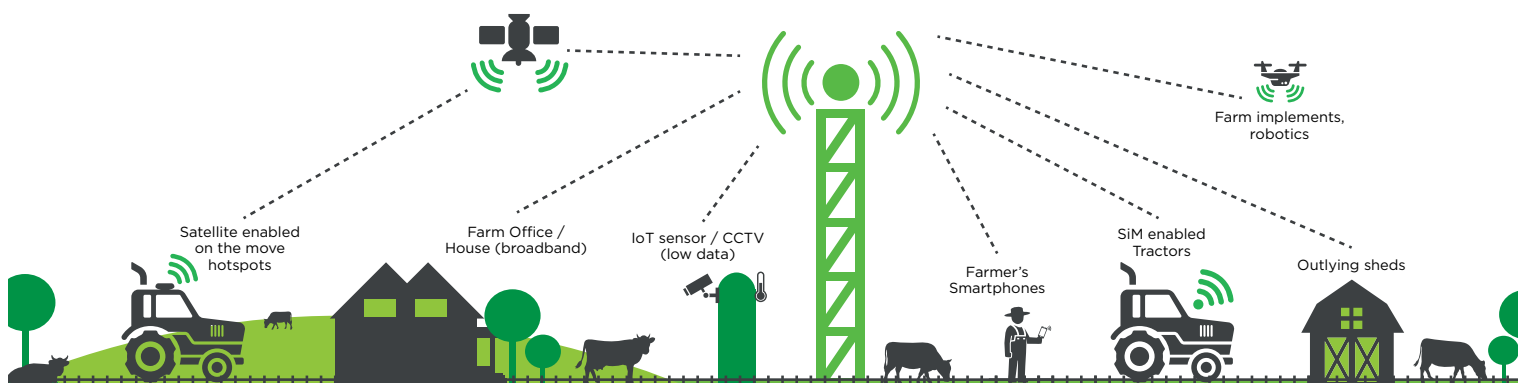 Farm implements,
robotics
Satellite enabled
on the move
hotspots
Farm Office /
House (broadband)
IoT sensor / CCTV
(low data)
Farmer's
Smartphones
SiM enabled
Tractors
Outlying sheds